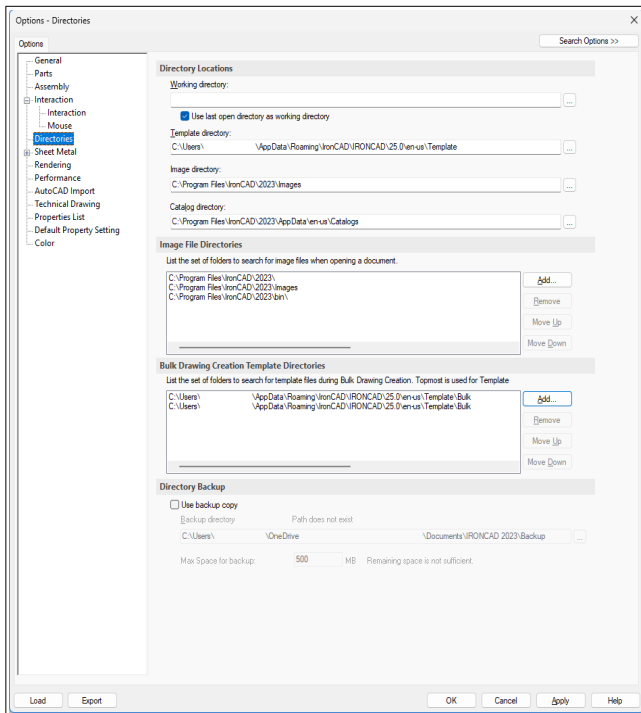 Options - Directories
Options
Search Options >>
General
Parts
Assembly
Interaction
Interaction
Mouse
Directories
Sheet Metal
Rendering
Performance
AutoCAD Import
Technical Drawing
Properties List
Default Property Setting
Color
Directory Locations
Working directory:
...
Use last open directory as working directory
Template directory:
C:\Users\ \AppData\Roaming\IronCAD\IRONCAD\25.0\en-us\Template ...
Image directory:
C:\Program Files\IronCAD\2023\Images ...
Catalog directory:
C:\Program Files\IronCAD\2023\AppData\en-us\Catalogs ...
Image File Directories
List the set of folders to search for image files when opening a document.
C:\Program Files\IronCAD\2023\
C:\Program Files\IronCAD\2023\Images
C:\Program Files\IronCAD\2023\bin\
Add...
Remove
Move Up
Move Down
Bulk Drawing Creation Template Directories
List the set of folders to search for template files during Bulk Drawing Creation. Topmost is used for Template
C:\Users\ \AppData\Roaming\IronCAD\IRONCAD\25.0\en-us\Template\Bulk
C:\Users\ \AppData\Roaming\IronCAD\IRONCAD\25.0\en-us\Template\Bulk
Add...
Remove
Move Up
Move Down
Directory Backup
Use backup copy
Backup directory Path does not exist
C:\Users\ \OneDrive \Documents\IRONCAD 2023\Backup ...
Max Space for backup: 500 MB Remaining space is not sufficient.
Load Export OK Cancel Apply Help